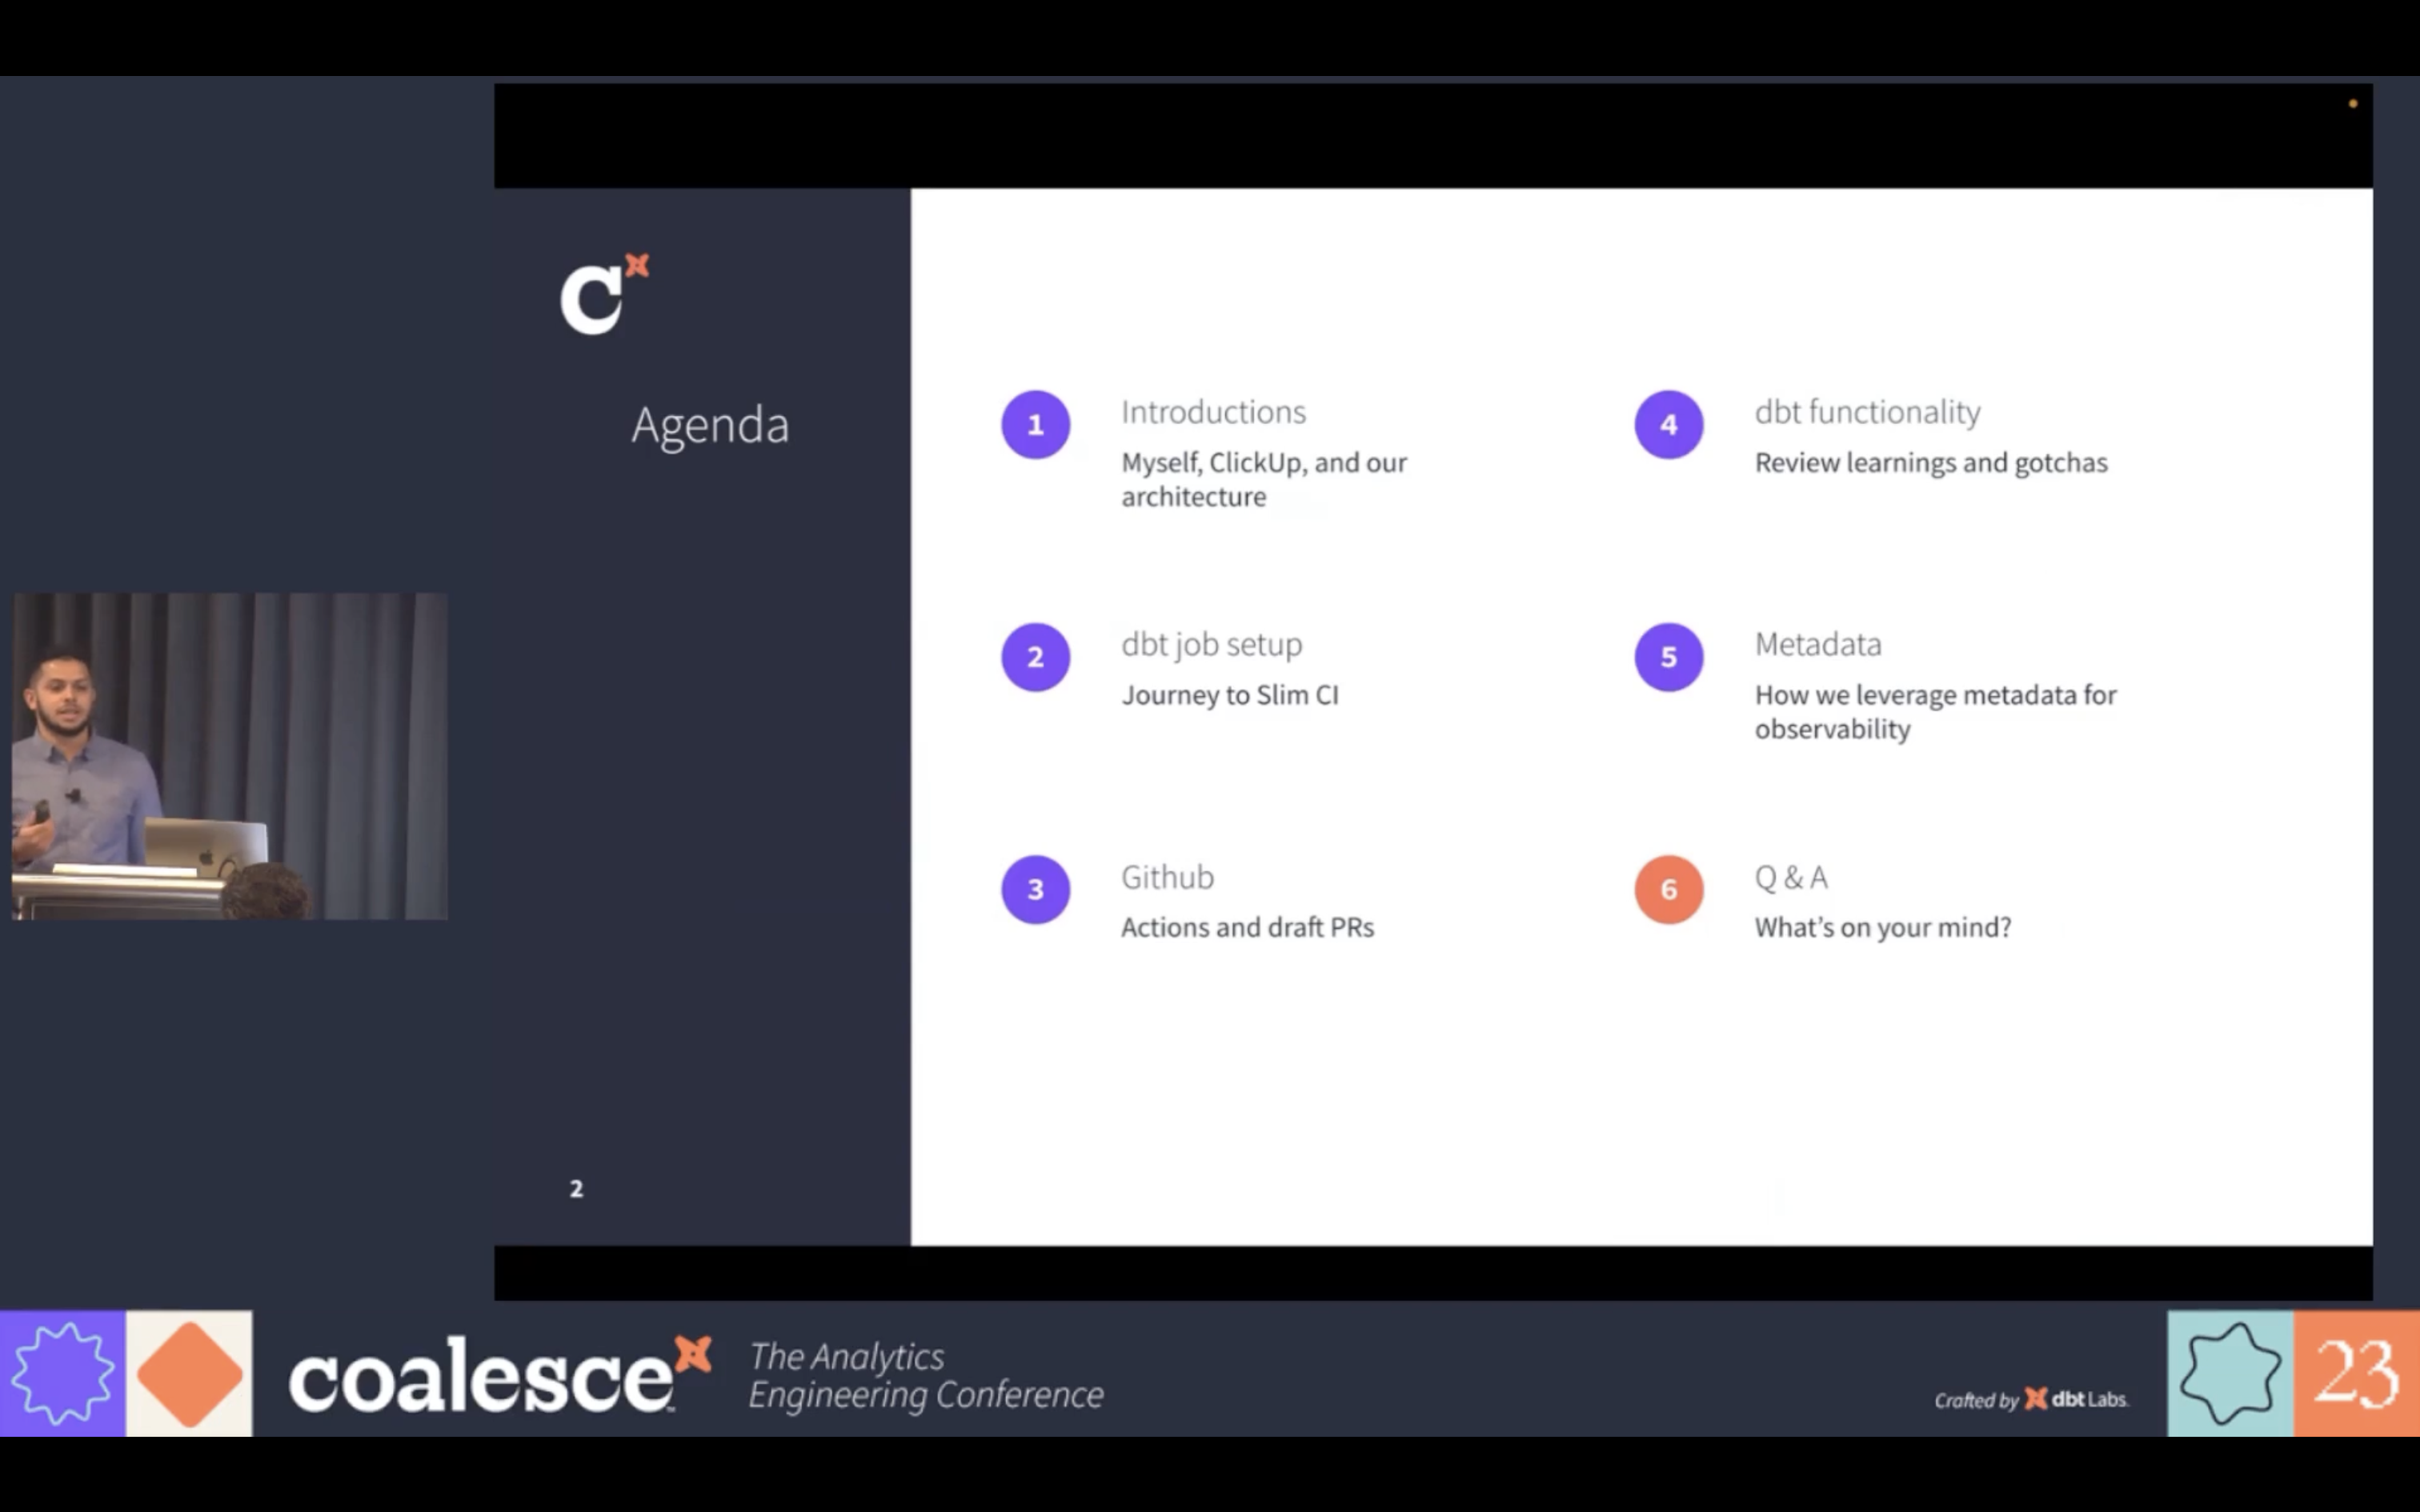 C
Agenda
1
Introductions
Myself, ClickUp, and our
architecture
2
dbt job setup
Journey to Slim CI
3
Github
Actions and draft PRs
4
dbt functionality
Review learnings and gotchas
5
Metadata
How we leverage metadata for
observability
6
Q & A
What's on your mind?
2
coalesce
The Analytics
Engineering Conference
Crafted by dbt Labs.
23